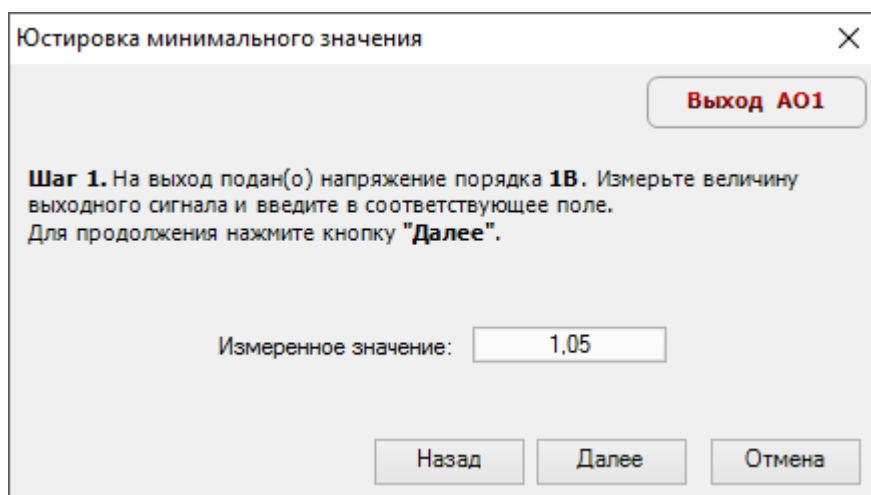 Юстировка минимального значения
Выход АО1
Шаг 1. На выход подан(о) напряжение порядка 1В. Измерьте величину
выходного сигнала и введите в соответствующее поле.
Для продолжения нажмите кнопку "Далее".
Измеренное значение: 1,05
Назад Далее Отмена